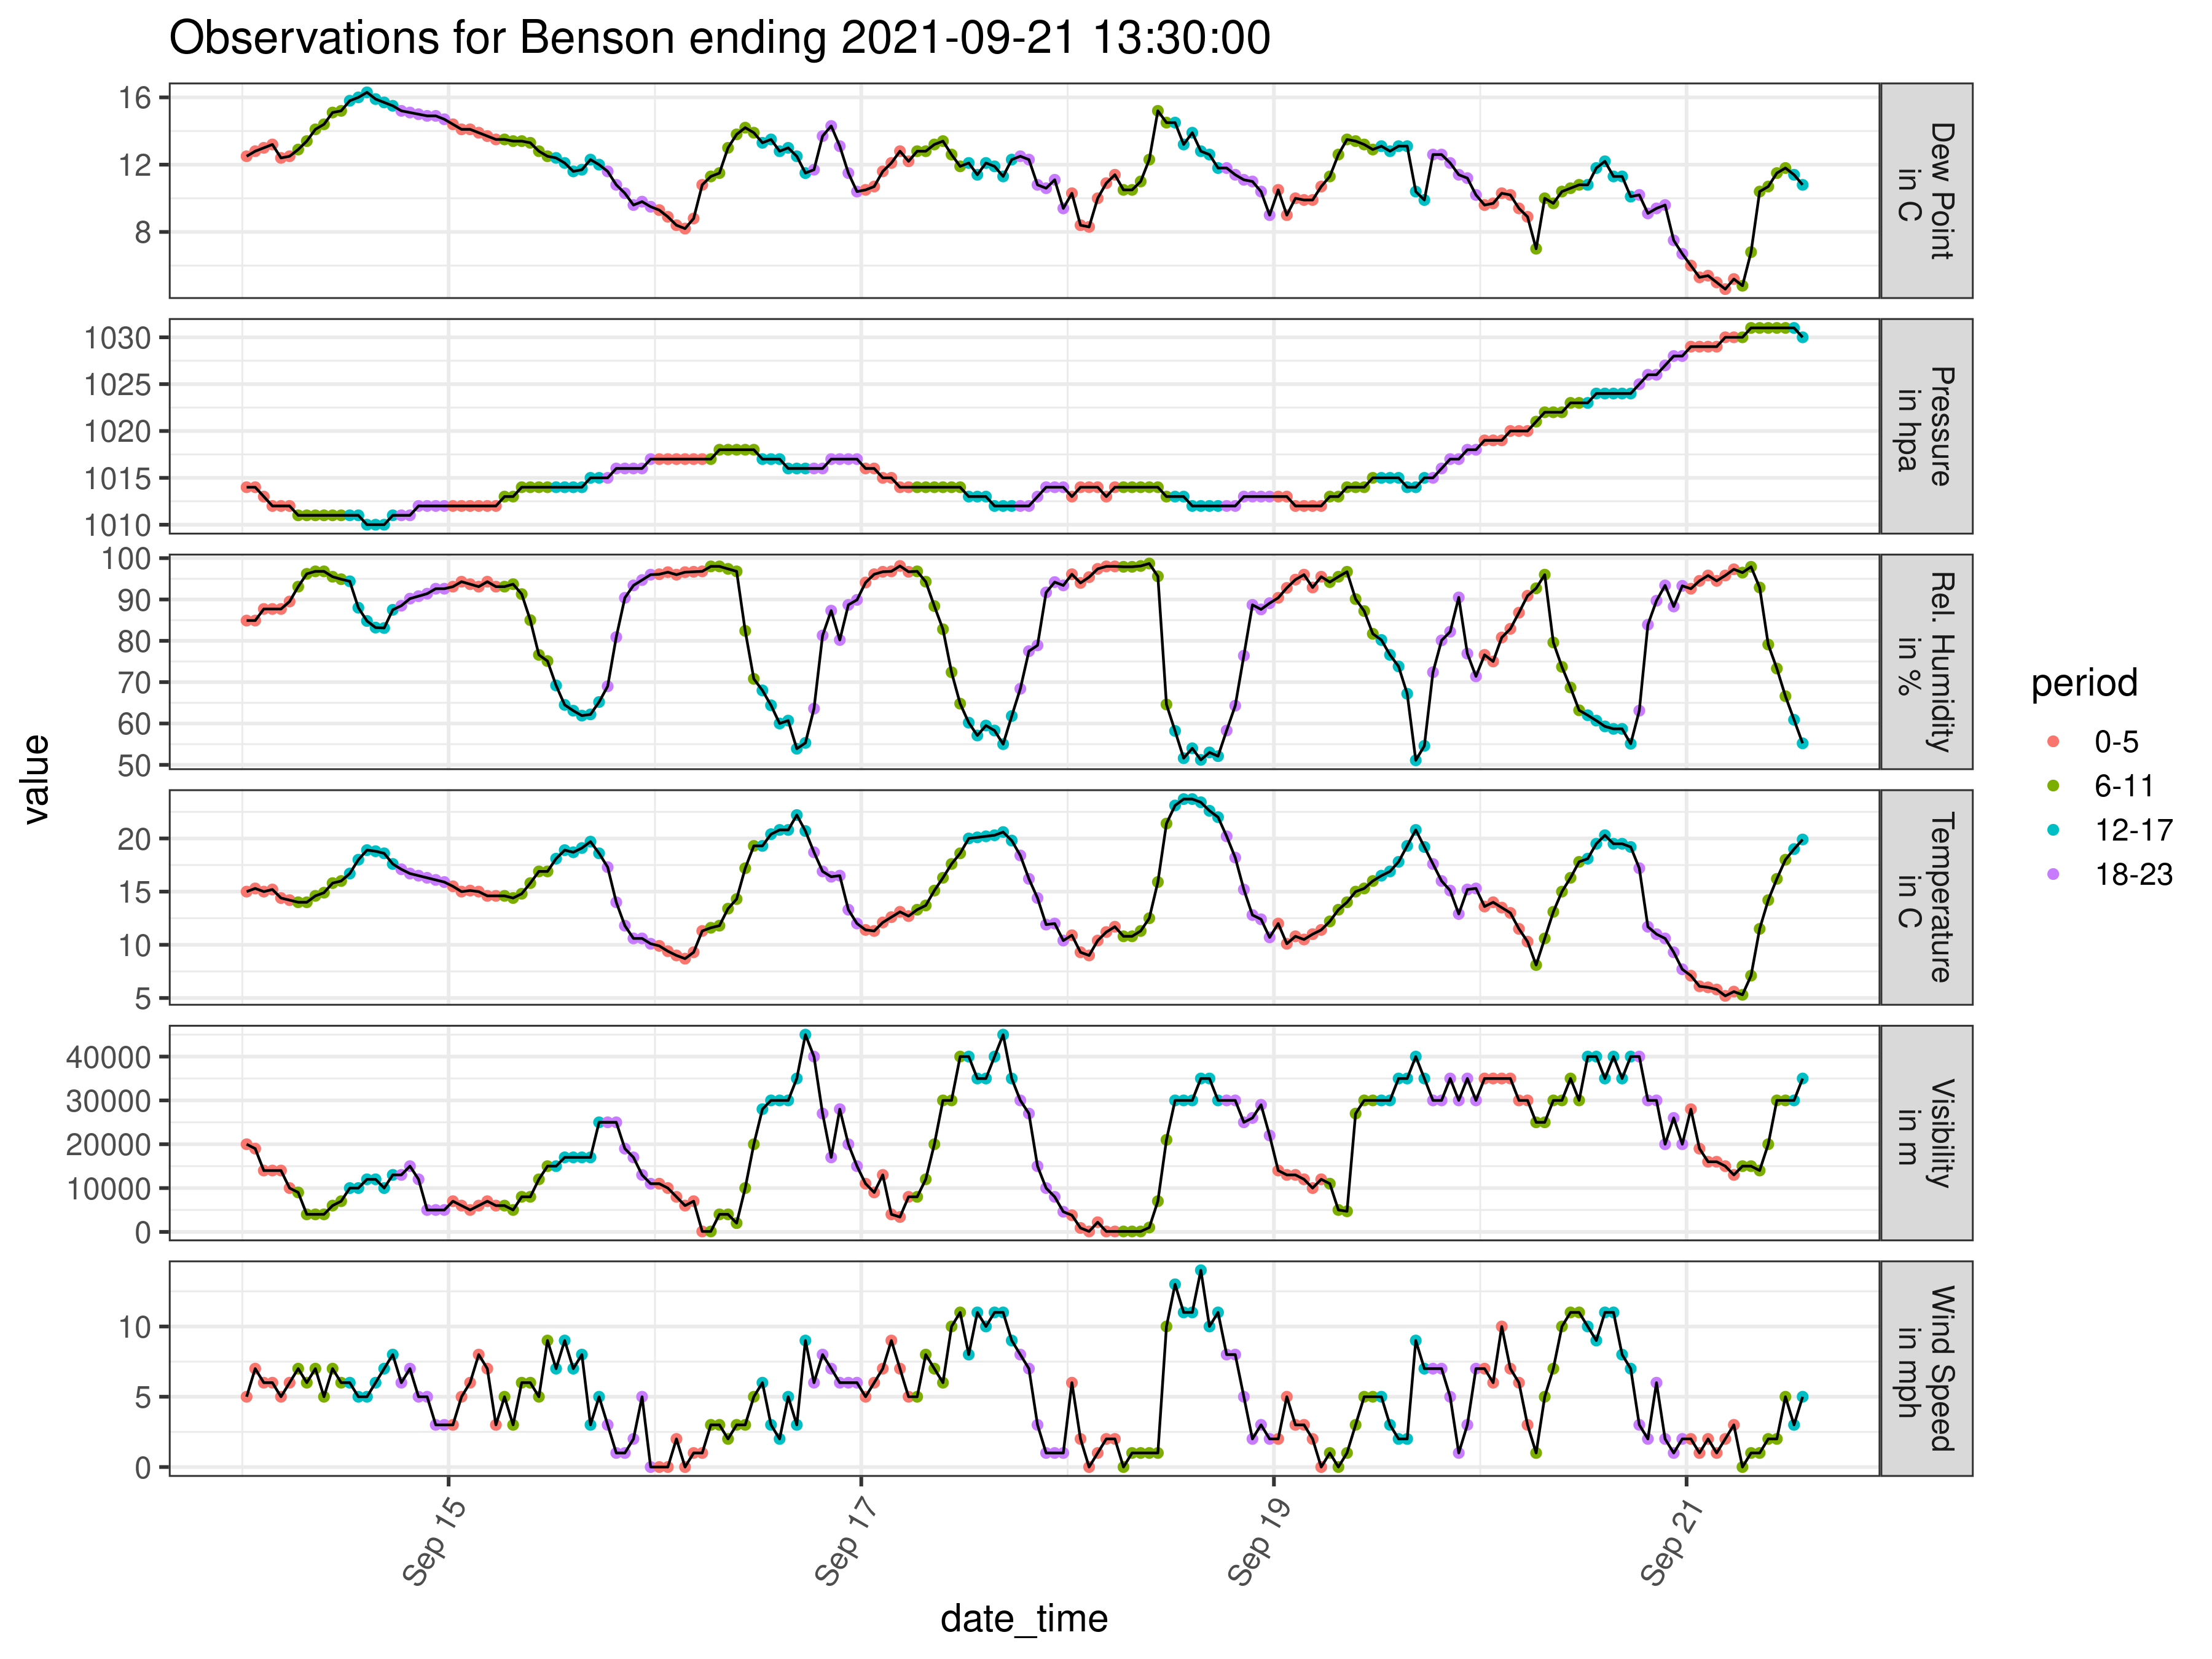 Observations for Benson ending 2021-09-21 13:30:00
value
16
12
8
Dew Point
in C
1030
1025
1020
1015
1010
Pressure
in hpa
100
90
80
70
60
50
Rel. Humidity
in %
20
15
10
5
Temperature
in C
40000
30000
20000
10000
0
Visibility
in m
10
5
0
Wind Speed
in mph
Sep 15
Sep 17
Sep 19
Sep 21
date_time
period
0-5
6-11
12-17
18-23